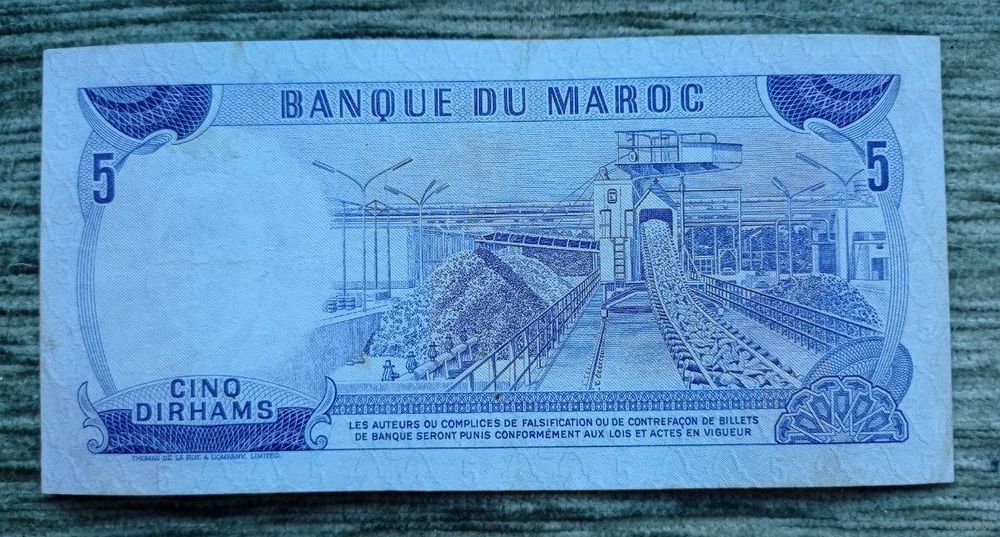 BANQUE DU MAROC
5
5
CINQ
DIRHAMS
LES AUTEURS OU COMPLICES DE FALSIFICATION OU DE CONTREFAÇON DE BILLETS
DE BANQUE SERONT PUNIS CONFORMÉMENT AUX LOIS ET ACTES EN VIGUEUR
THOMAS DE LA RUE & COMPANY, LIMITED.